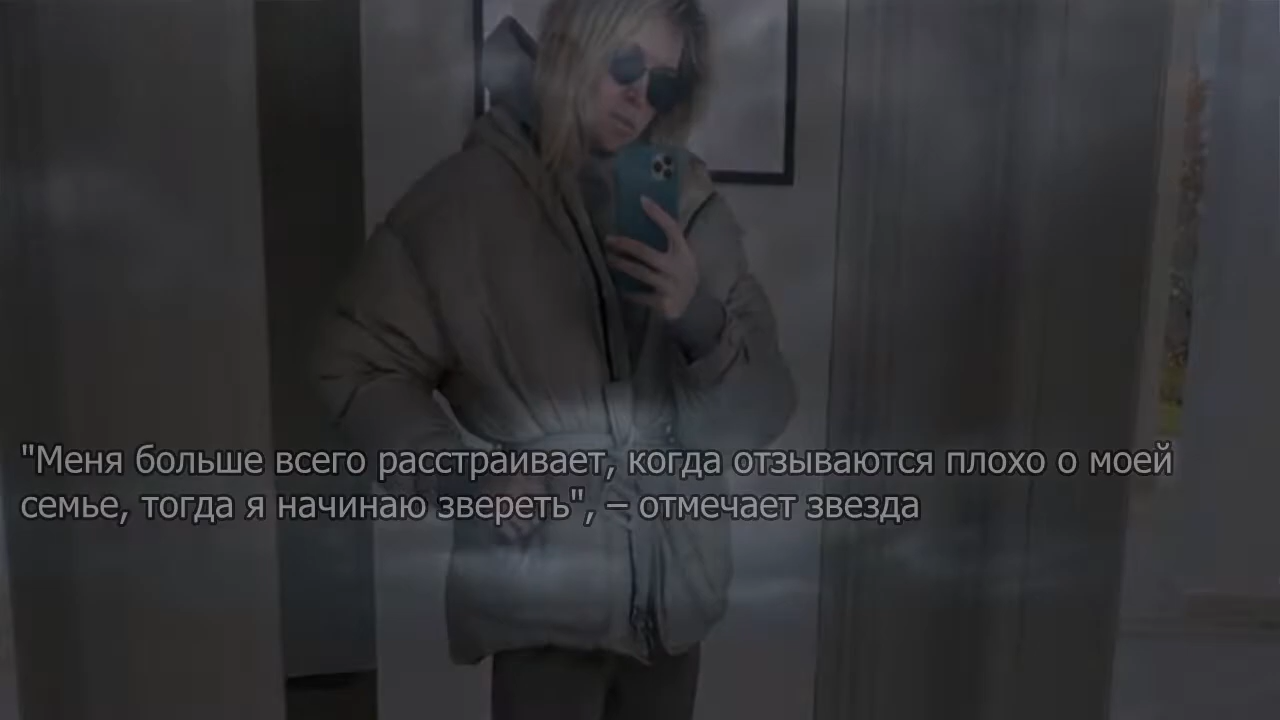 "Меня больше всего расстраивает, когда отзываются плохо о моей
семье, тогда я начинаю звереть", – отмечает звезда